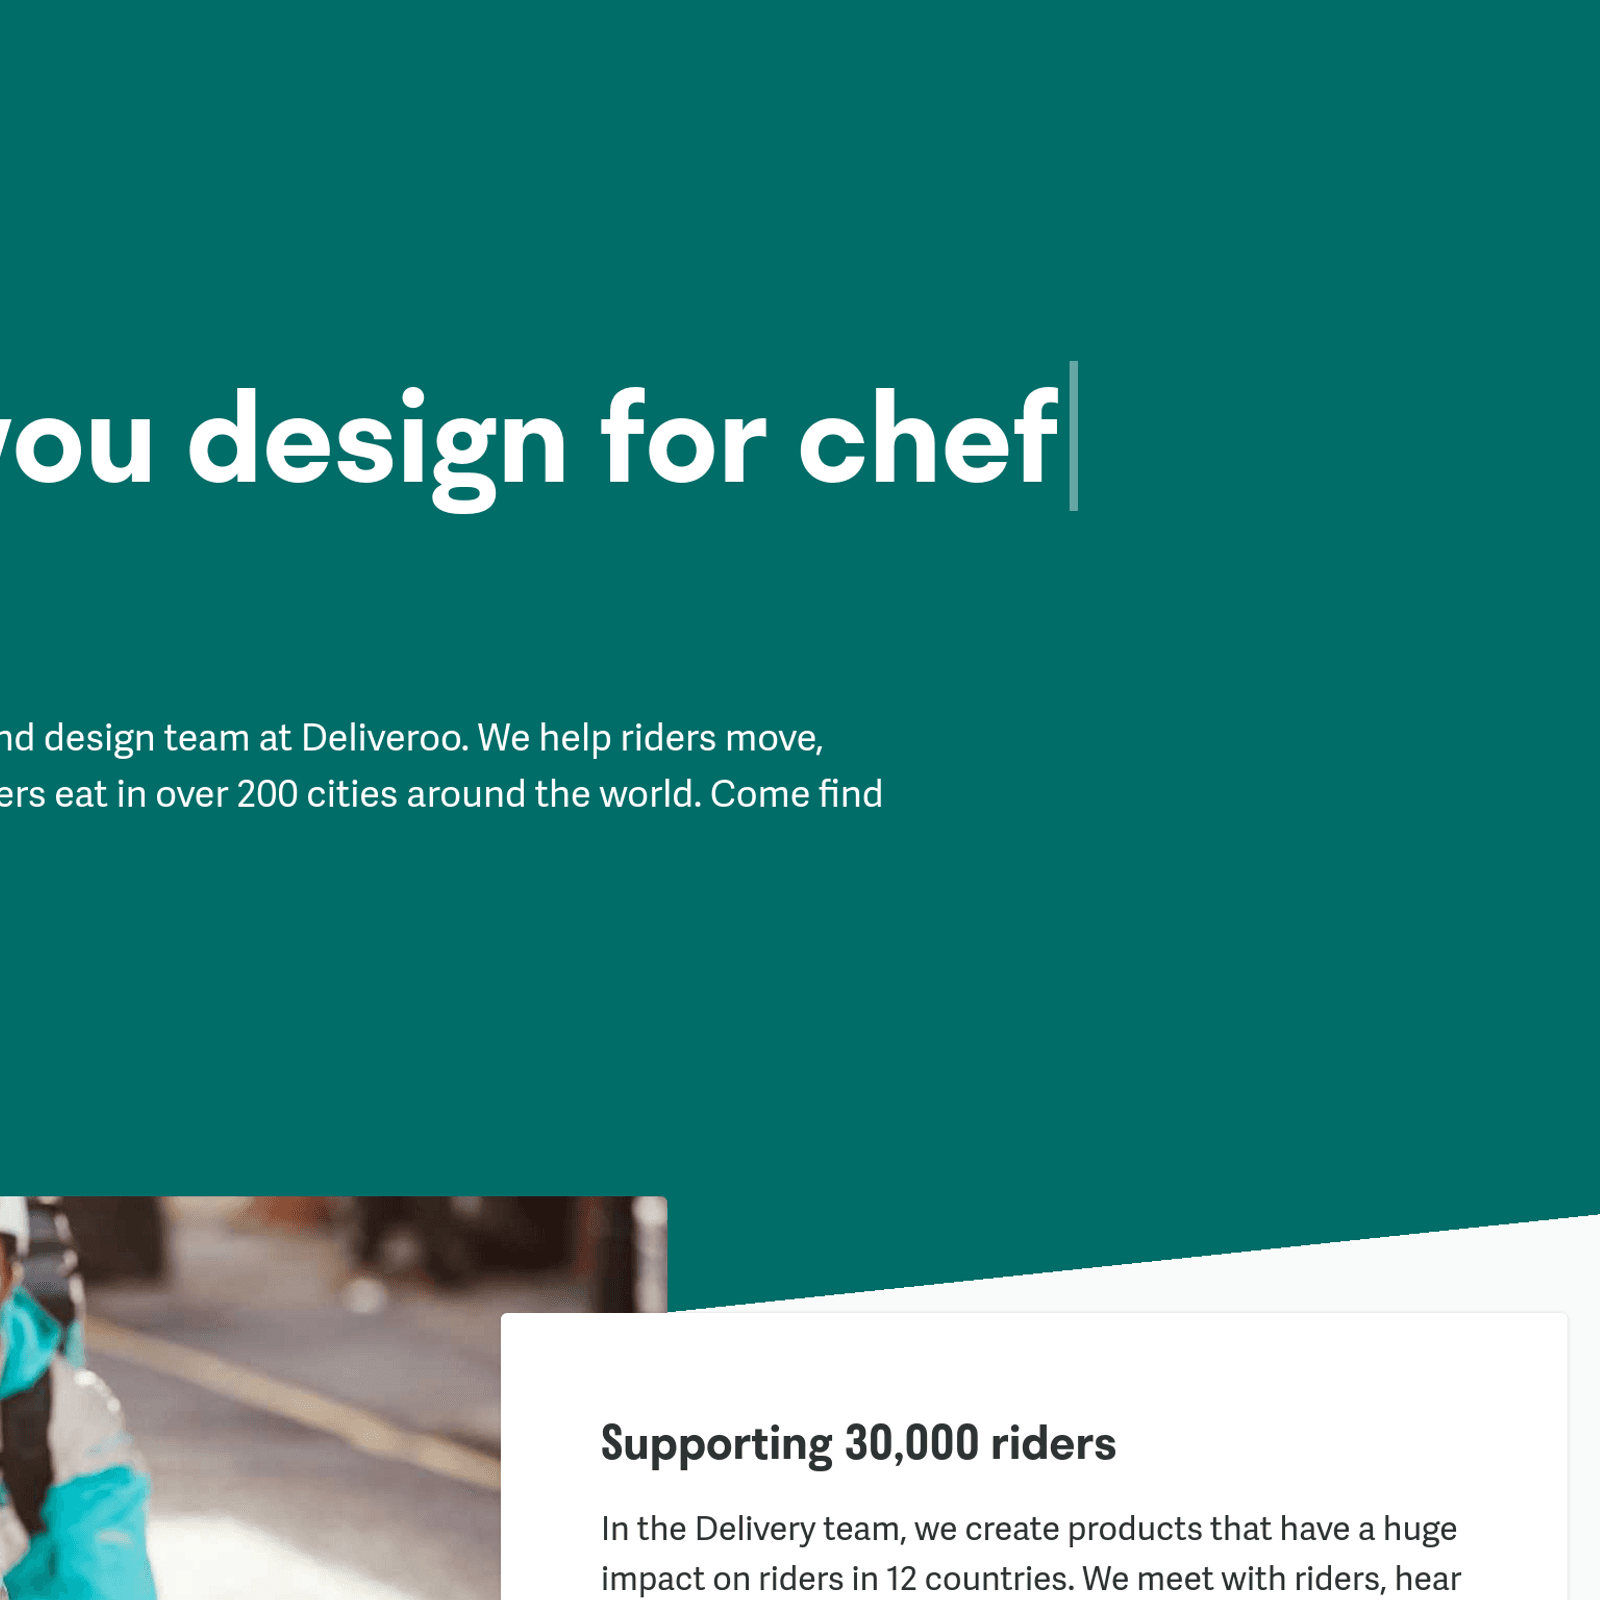 you design for chef
nd design team at Deliveroo. We help riders move,
ers eat in over 200 cities around the world. Come find
Supporting 30,000 riders
In the Delivery team, we create products that have a huge
impact on riders in 12 countries. We meet with riders, hear